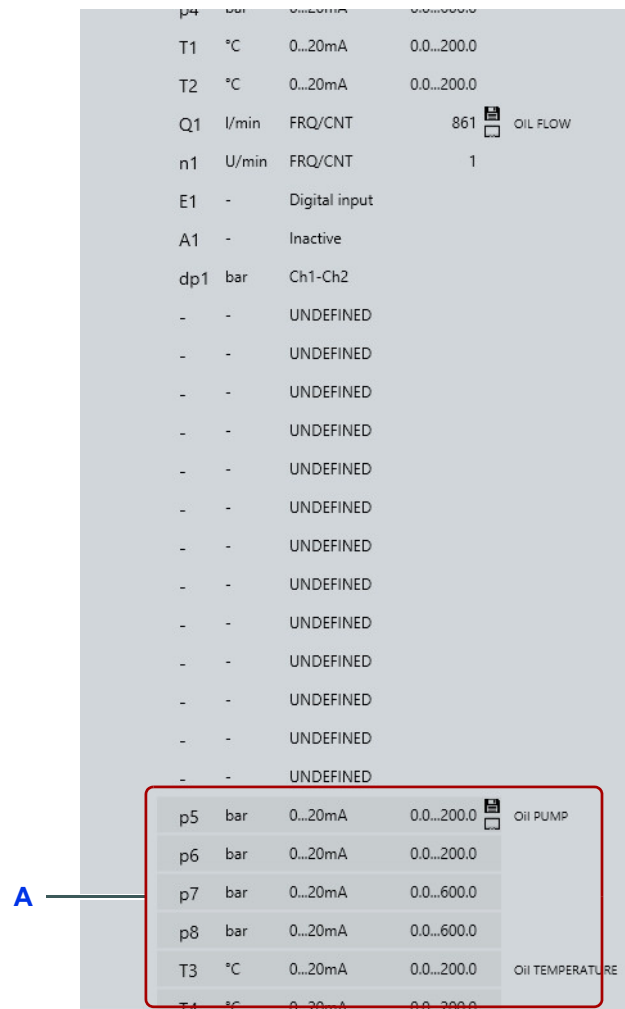 T1 °C 0...20mA 0.0...200.0
T2 °C 0...20mA 0.0...200.0
Q1 l/min FRQ/CNT 861 OIL FLOW
n1 U/min FRQ/CNT 1
E1 - Digital input
A1 - Inactive
dp1 bar Ch1-Ch2
- - UNDEFINED
- - UNDEFINED
- - UNDEFINED
- - UNDEFINED
- - UNDEFINED
- - UNDEFINED
- - UNDEFINED
- - UNDEFINED
- - UNDEFINED
- - UNDEFINED
- - UNDEFINED
- - UNDEFINED
- - UNDEFINED
p5 bar 0...20mA 0.0...200.0 Oil PUMP
p6 bar 0...20mA 0.0...200.0
A p7 bar 0...20mA 0.0...600.0
p8 bar 0...20mA 0.0...600.0
T3 °C 0...20mA 0.0...200.0 Oil TEMPERATURE